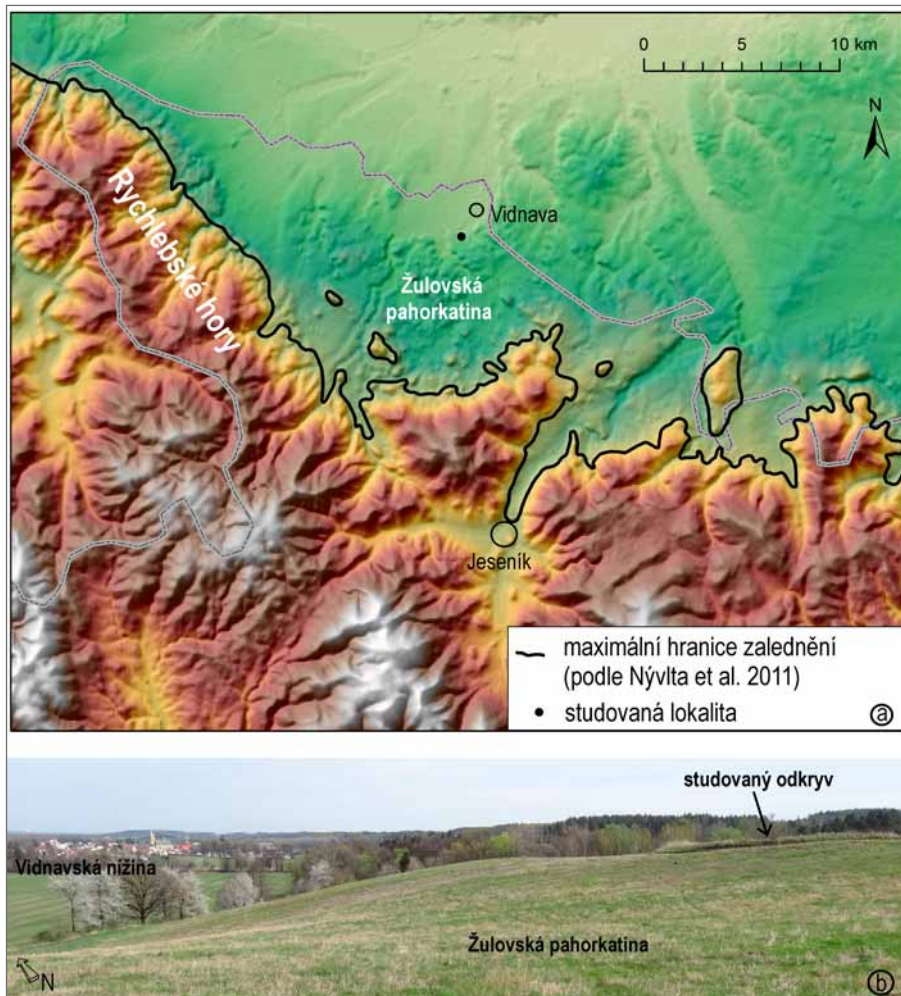 0 5 10 km
N
Vidnava
Rychlebské hory
Žulovská
pahorkatina
Jeseník
maximální hranice zalednění
(podle Nývlta et al. 2011)
studovaná lokalita
a
studovaný odkryv
Vidnavská nížina
Žulovská pahorkatina
N
b